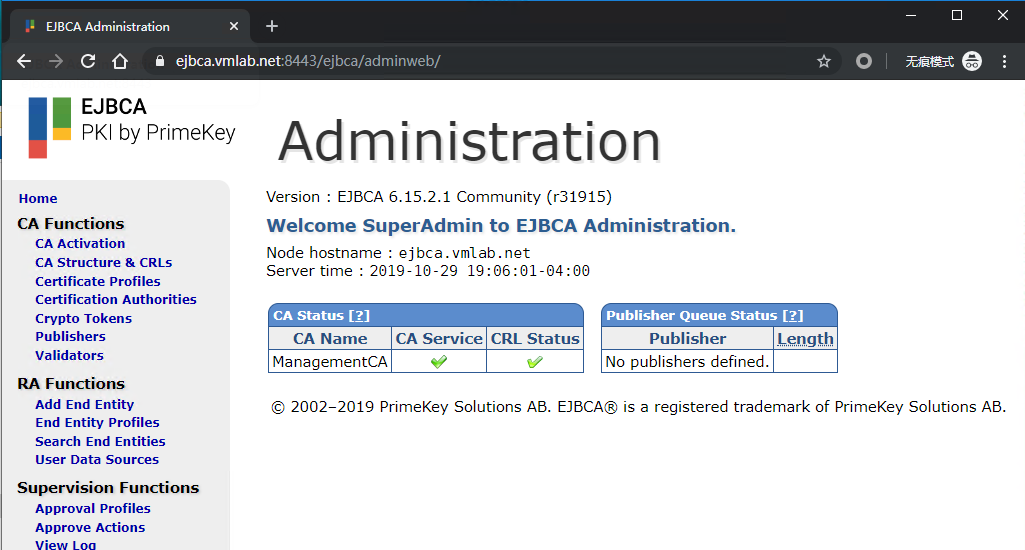 EJBCA Administration
ejbca.vmlab.net:8443/ejbca/adminweb/
无痕模式
EJBCA
PKI by PrimeKey
Administration
Home
CA Functions
CA Activation
CA Structure & CRLs
Certificate Profiles
Certification Authorities
Crypto Tokens
Publishers
Validators
RA Functions
Add End Entity
End Entity Profiles
Search End Entities
User Data Sources
Supervision Functions
Approval Profiles
Approve Actions
View Log
Version : EJBCA 6.15.2.1 Community (r31915)
Welcome SuperAdmin to EJBCA Administration.
Node hostname : ejbca.vmlab.net
Server time : 2019-10-29 19:06:01-04:00
CA Status [?]
CA Name CA Service CRL Status
ManagementCA
Publisher Queue Status [?]
Publisher Length
No publishers defined.
© 2002–2019 PrimeKey Solutions AB. EJBCA® is a registered trademark of PrimeKey Solutions AB.